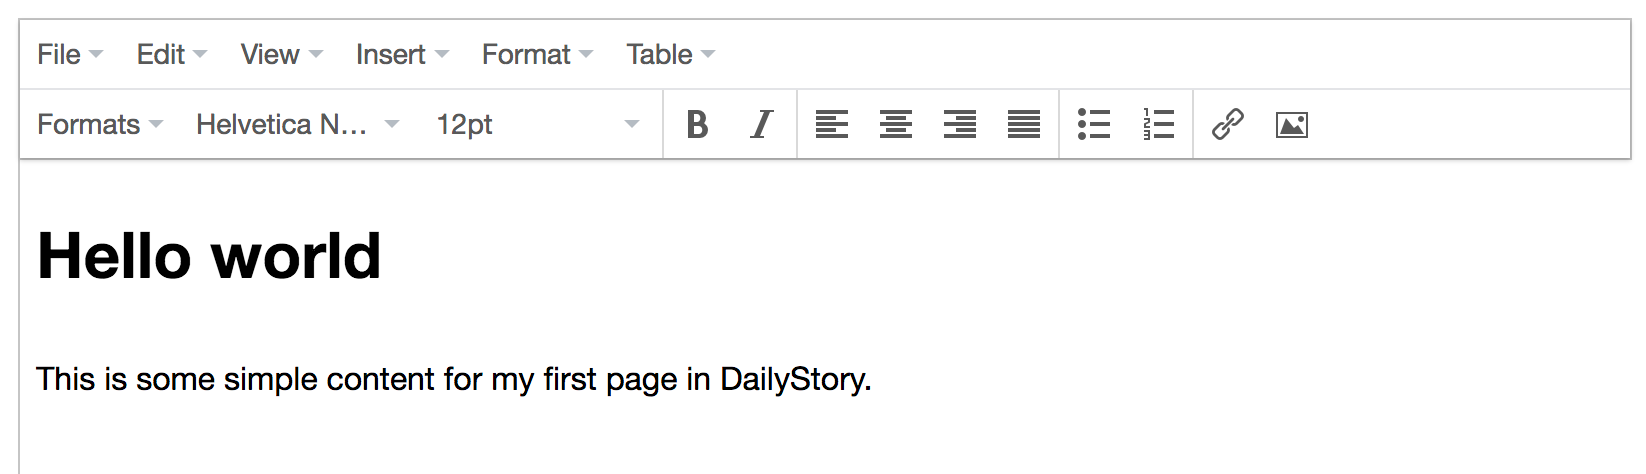 File Edit View Insert Format Table
Formats Helvetica N... 12pt B I
Hello world
This is some simple content for my first page in DailyStory.